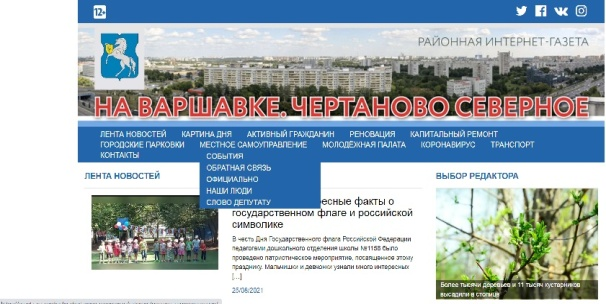 12+
РАЙОННАЯ ИНТЕРНЕТ-ГАЗЕТА
НА ВАРШАВКЕ. ЧЕРТАНОВО СЕВЕРНОЕ
ЛЕНТА НОВОСТЕЙ КАРТИНА ДНЯ АКТИВНЫЙ ГРАЖДАНИН РЕНОВАЦИЯ КАПИТАЛЬНЫЙ РЕМОНТ
ГОРОДСКИЕ ПАРКОВКИ МЕСТНОЕ САМОУПРАВЛЕНИЕ МОЛОДЁЖНАЯ ПАЛАТА КОРОНАВИРУС ТРАНСПОРТ
КОНТАКТЫ
СОБЫТИЯ
ОБРАТНАЯ СВЯЗЬ
ОФИЦИАЛЬНО
НАШИ ЛЮДИ
СЛОВО ДЕПУТАТУ
ЛЕНТА НОВОСТЕЙ
ресные факты о
государственном флаге и российской
символике
В честь Дня Государственного флага Российской Федерации
педагогами дошкольного отделения школы №1158 было
проведено патриотическое мероприятие, посвященное этому
празднику. Мальчишки и девчонки узнали много интересных
[...]
25/08/2021
ВЫБОР РЕДАКТОРА
Более тысячи деревьев и 11 тысяч кустарников
высадили в столице